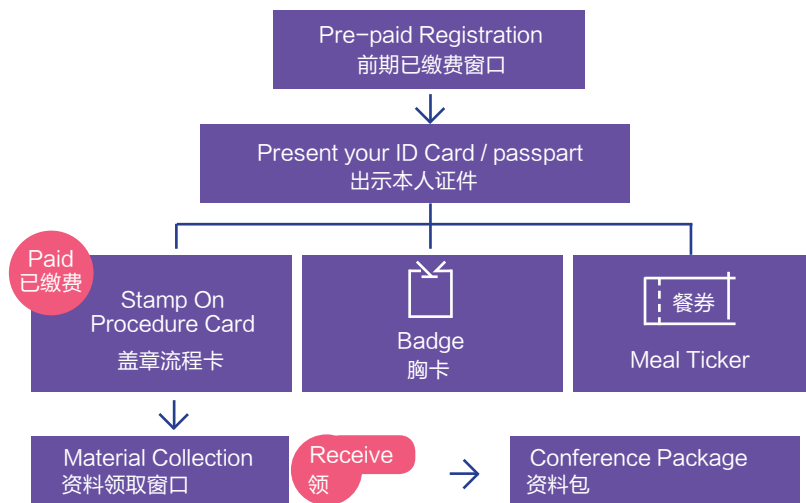 Pre-paid Registration
前期已缴费窗口
Present your ID Card / passpart
出示本人证件
Paid
已缴费
Stamp On
Procedure Card
盖章流程卡
Badge
胸卡
餐券
Meal Ticker
Material Collection
资料领取窗口
Receive
领
Conference Package
资料包